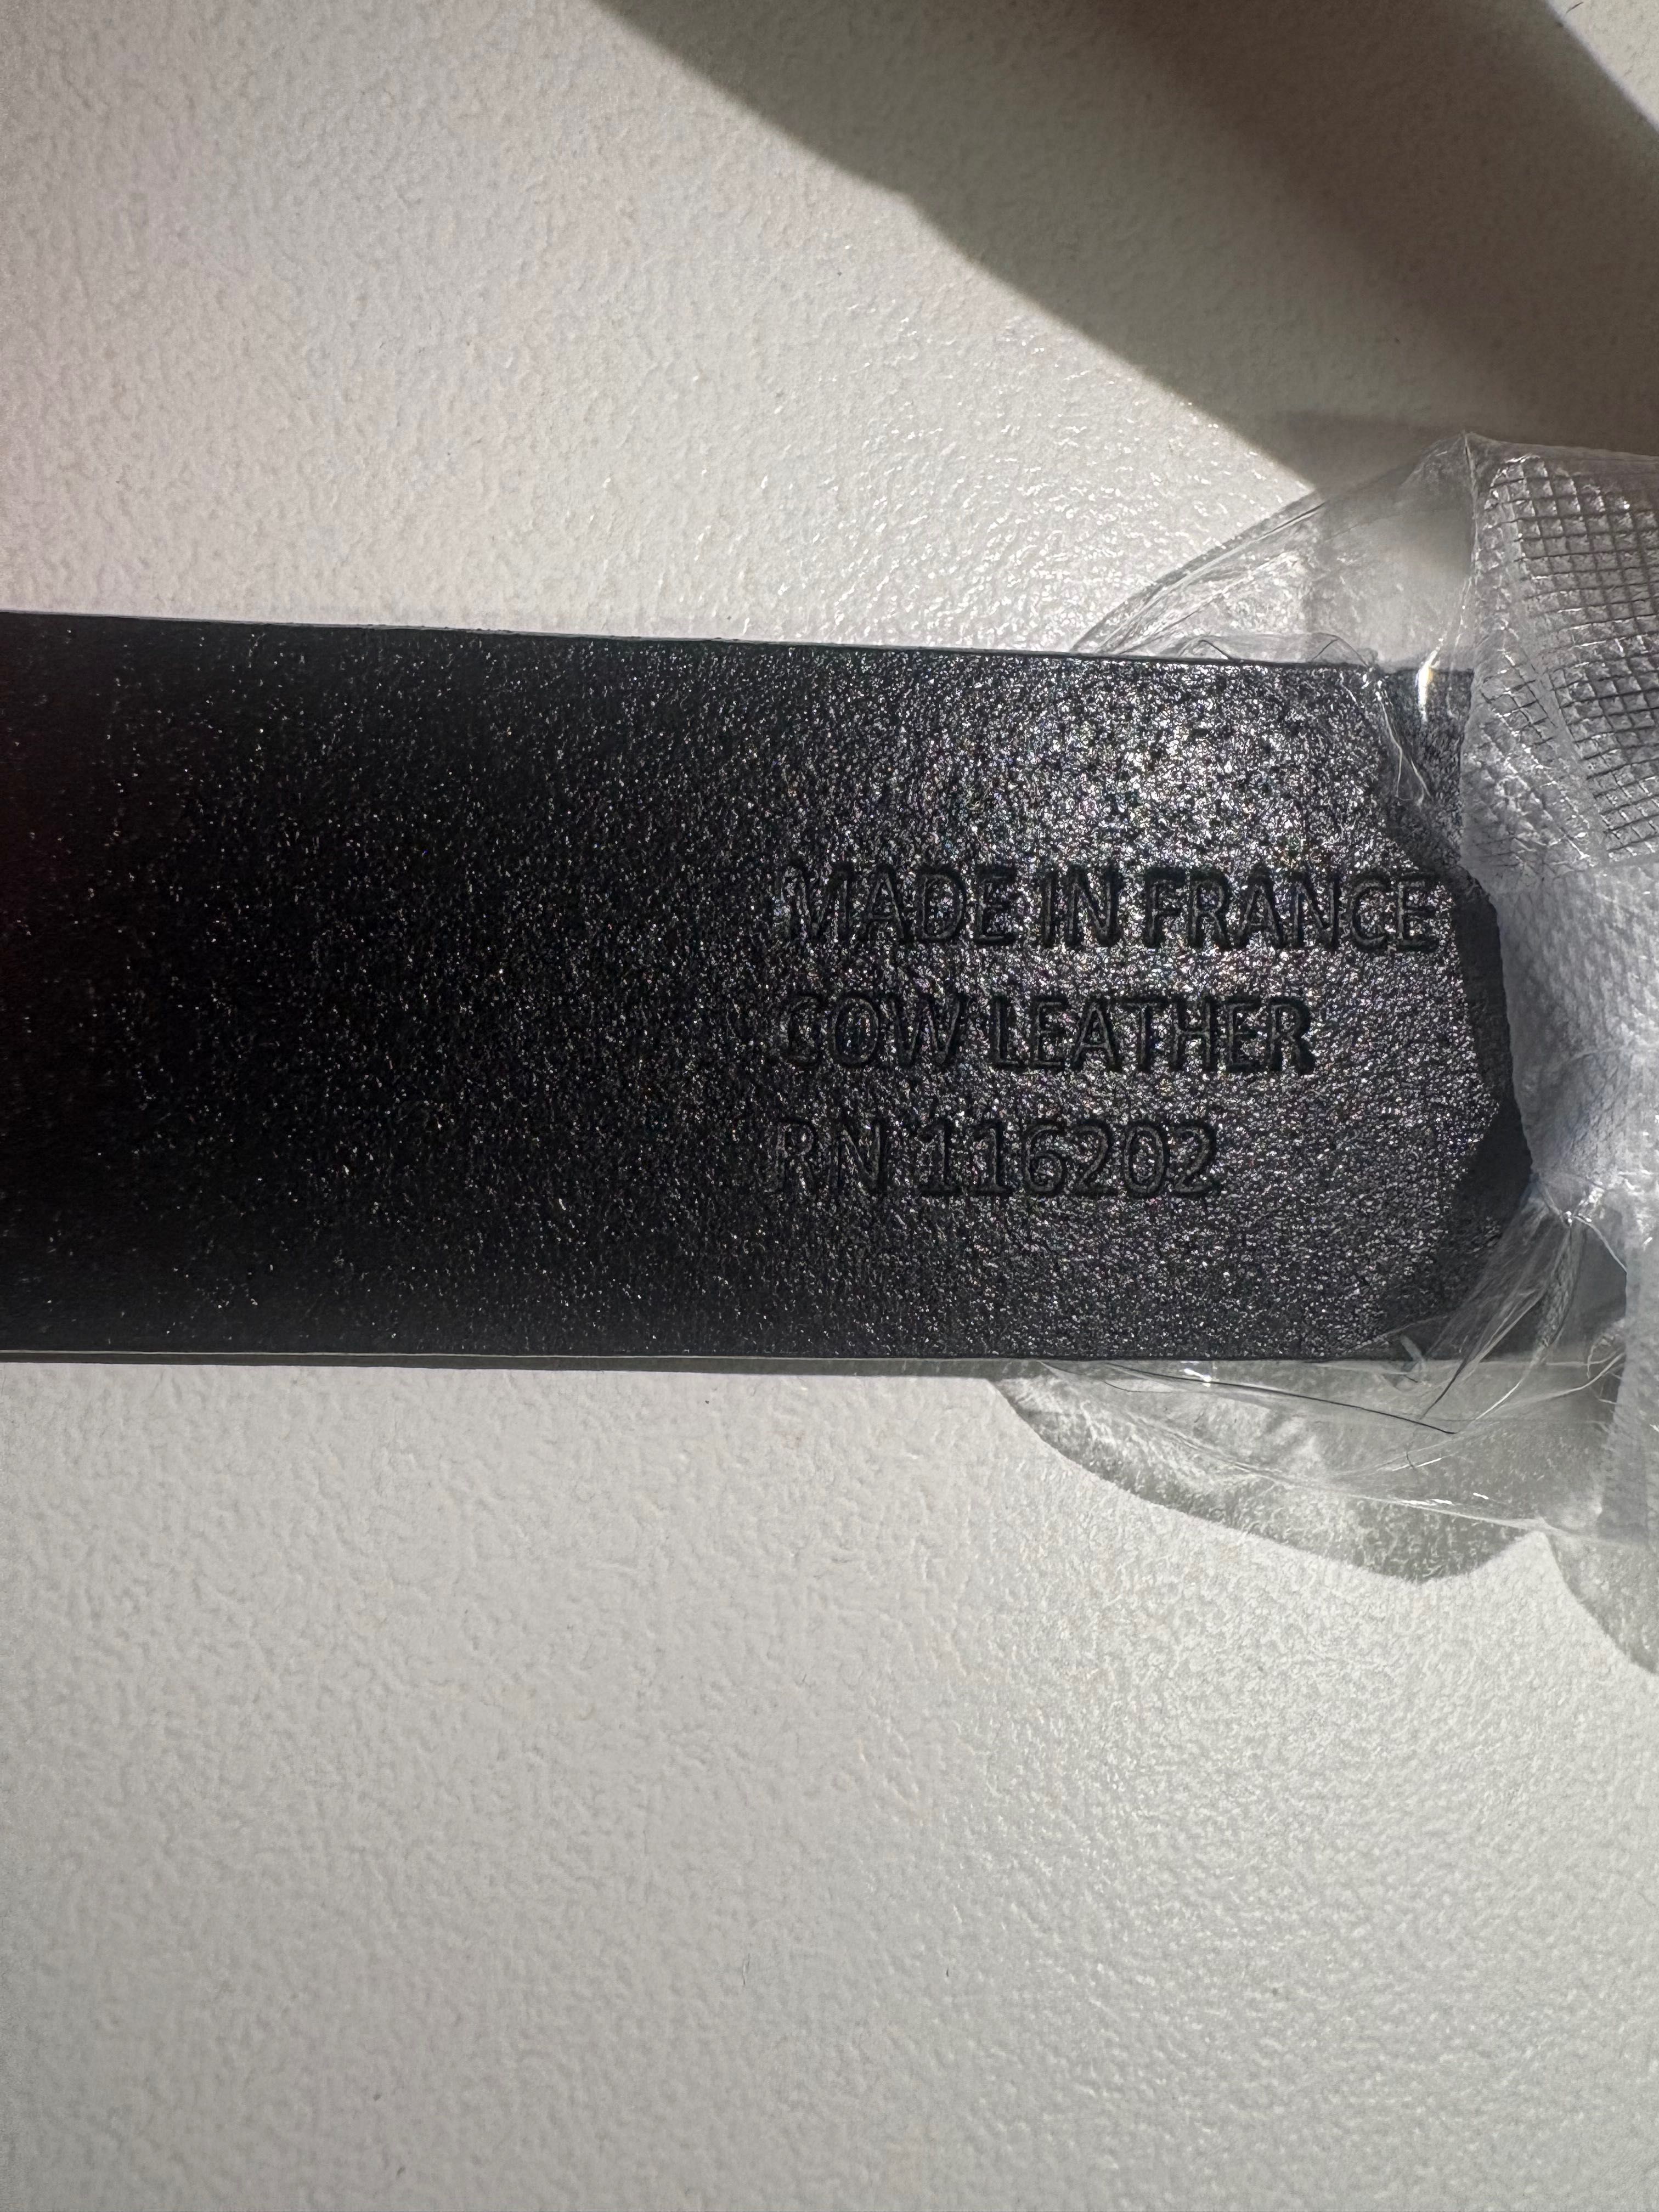 MADE IN FRANCE
COW LEATHER
RN 116202